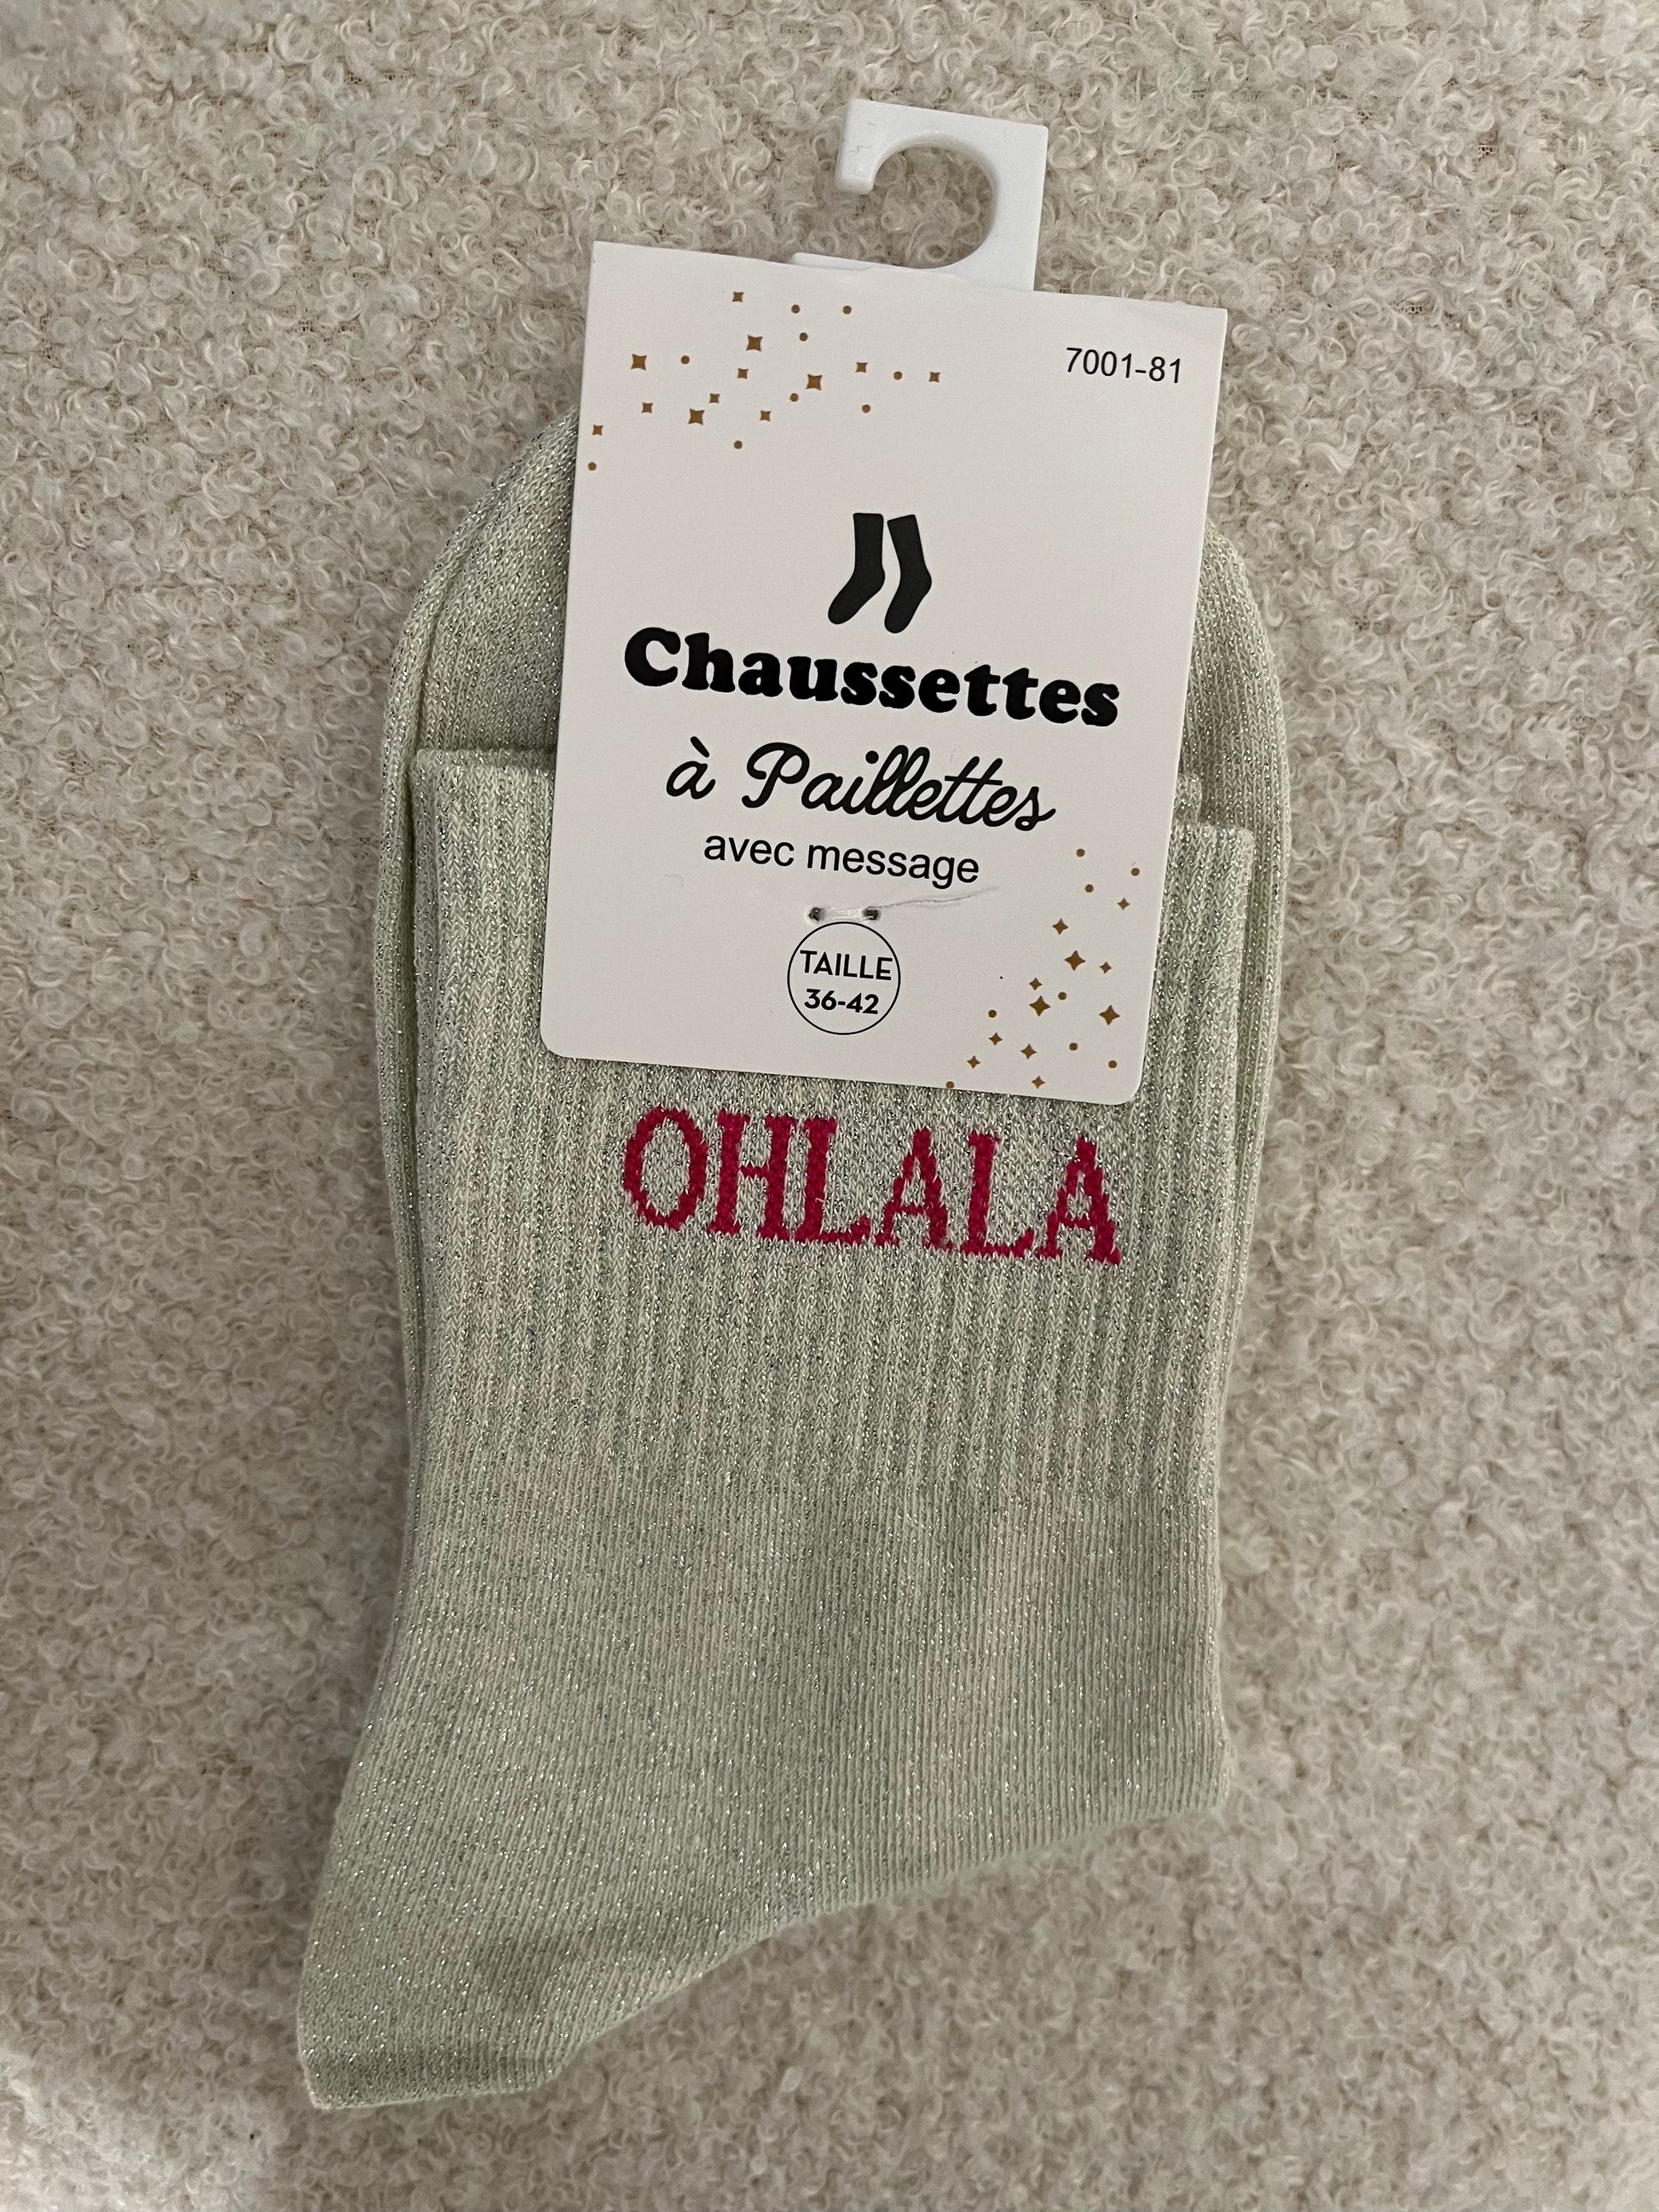 7001-81
Chaussettes
à Paillettes
avec message
TAILLE
36-42
OHLALA